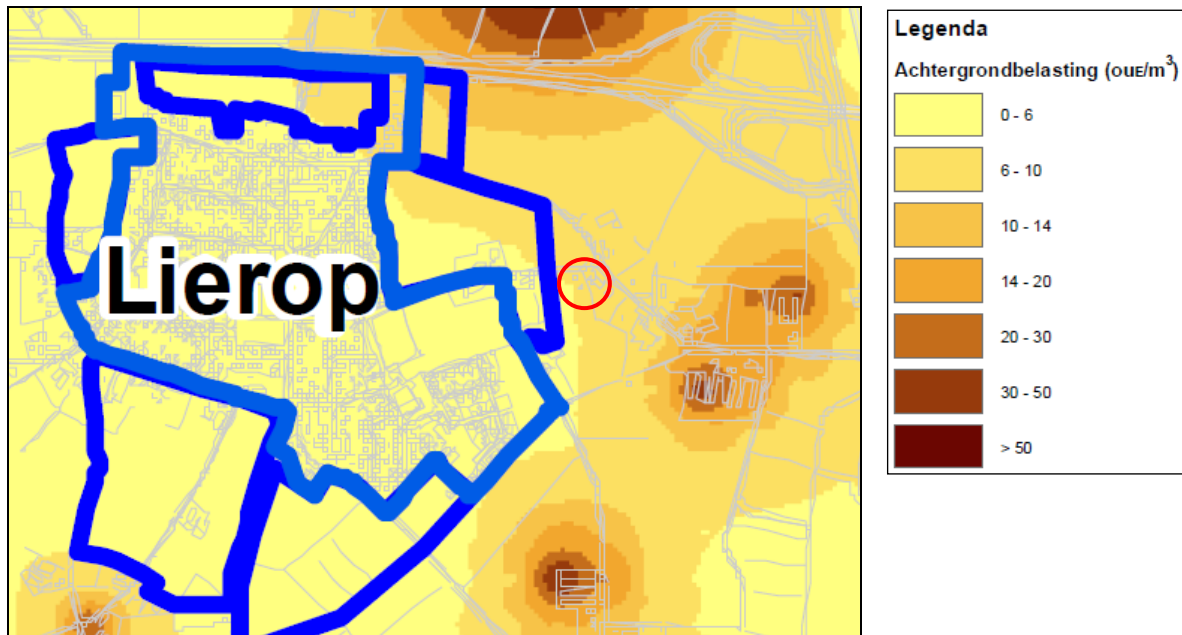 Lierop
Legenda
Achtergrondbelasting (ouE/m³)
0 - 6
6 - 10
10 - 14
14 - 20
20 - 30
30 - 50
> 50